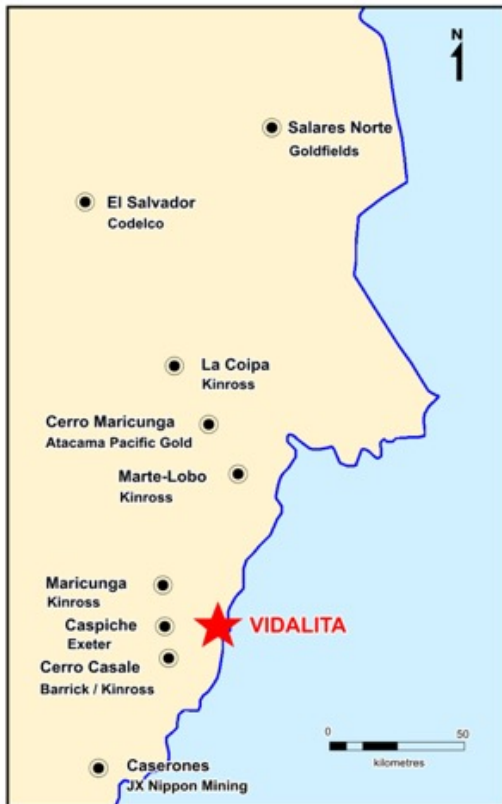 N
Salares Norte
Goldfields
El Salvador
Codelco
La Coipa
Kinross
Cerro Maricunga
Atacama Pacific Gold
Marte-Lobo
Kinross
Maricunga
Kinross
Caspiche
Exeter
VIDALITA
Cerro Casale
Barrick / Kinross
0 50
kilometres
Caserones
JX Nippon Mining